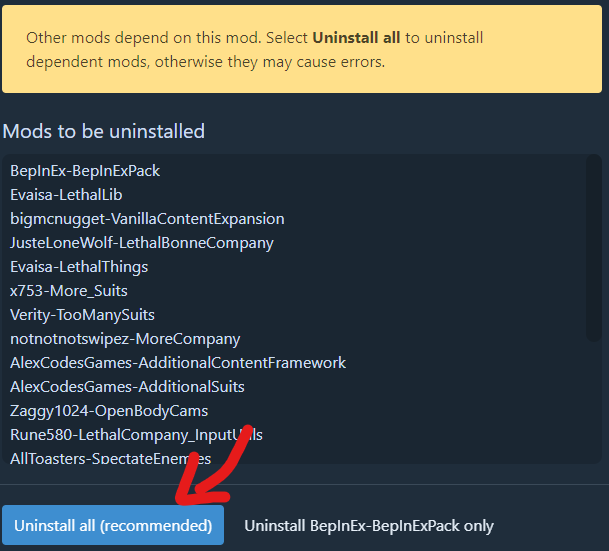 Other mods depend on this mod. Select Uninstall all to uninstall
dependent mods, otherwise they may cause errors.
Mods to be uninstalled
BepInEx-BepInExPack
Evaisa-LethalLib
bigmcnugget-VanillaContentExpansion
JusteLoneWolf-LethalBonneCompany
Evaisa-LethalThings
x753-More_Suits
Verity-TooManySuits
notnotnotswipez-MoreCompany
AlexCodesGames-AdditionalContentFramework
AlexCodesGames-AdditionalSuits
Zaggy1024-OpenBodyCams
Rune580-LethalCompany_InputUtils
AllToasters-SpectateEnemies
Uninstall all (recommended)
Uninstall BepInEx-BepInExPack only